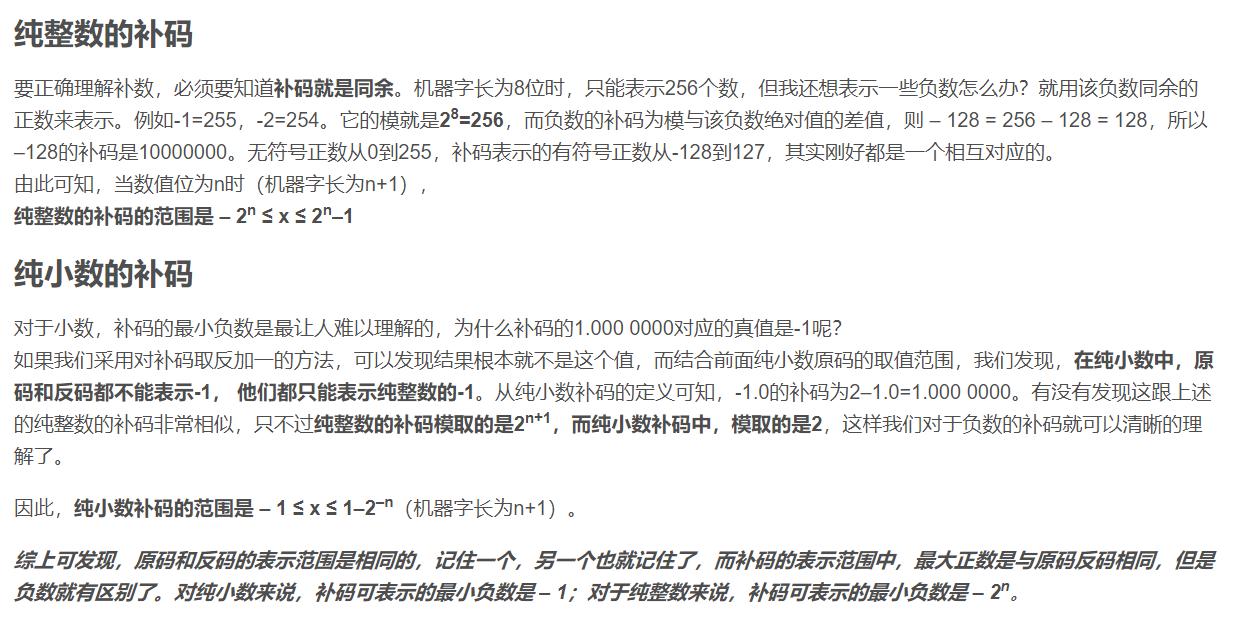 纯整数的补码
要正确理解补数，必须要知道补码就是同余。机器字长为8位时，只能表示256个数，但我还想表示一些负数怎么办？就用该负数同余的
正数来表示。例如-1=255，-2=254。它的模就是2⁸=256，而负数的补码为模与该负数绝对值的差值，则 – 128 = 256 – 128 = 128，所以
–128的补码是10000000。无符号正数从0到255，补码表示的有符号正数从-128到127，其实刚好都是一个相互对应的。
由此可知，当数值位为n时（机器字长为n+1），
纯整数的补码的范围是 – 2ⁿ ≤ x ≤ 2ⁿ–1
纯小数的补码
对于小数，补码的最小负数是最让人难以理解的，为什么补码的1.000 0000对应的真值是-1呢？
如果我们采用对补码取反加一的方法，可以发现结果根本就不是这个值，而结合前面纯小数原码的取值范围，我们发现，在纯小数中，原
码和反码都不能表示-1， 他们都只能表示纯整数的-1。从纯小数补码的定义可知，-1.0的补码为2–1.0=1.000 0000。有没有发现这跟上述
的纯整数的补码非常相似，只不过纯整数的补码模取的是2ⁿ⁺¹，而纯小数补码中，模取的是2，这样我们对于负数的补码就可以清晰的理
解了。
因此，纯小数补码的范围是 – 1 ≤ x ≤ 1–2⁻ⁿ（机器字长为n+1）。
综上可发现，原码和反码的表示范围是相同的，记住一个，另一个也就记住了，而补码的表示范围中，最大正数是与原码反码相同，但是
负数就有区别了。对纯小数来说，补码可表示的最小负数是 – 1；对于纯整数来说，补码可表示的最小负数是 – 2ⁿ。